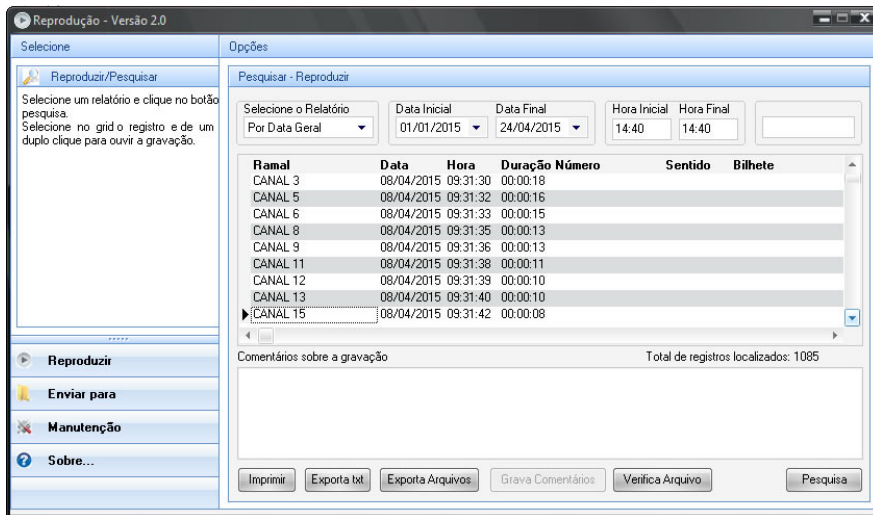 Reprodução - Versão 2.0
Selecione
Opções
Reproduzir/Pesquisar
Selecione um relatório e clique no botão
pesquisa.
Selecione no grid o registro e de um
duplo clique para ouvir a gravação.
Reproduzir
Enviar para
Manutenção
Sobre...
Pesquisar - Reproduzir
Selecione o Relatório
Data Inicial
Data Final
Hora Inicial
Hora Final
Por Data Geral
01/01/2015
24/04/2015
14:40
14:40
Ramal Data Hora Duração Número Sentido Bilhete
CANAL 3 08/04/2015 09:31:30 00:00:18
CANAL 5 08/04/2015 09:31:32 00:00:16
CANAL 6 08/04/2015 09:31:33 00:00:15
CANAL 8 08/04/2015 09:31:35 00:00:13
CANAL 9 08/04/2015 09:31:36 00:00:13
CANAL 11 08/04/2015 09:31:38 00:00:11
CANAL 12 08/04/2015 09:31:39 00:00:10
CANAL 13 08/04/2015 09:31:40 00:00:10
CANAL 15 08/04/2015 09:31:42 00:00:08
Comentários sobre a gravação
Total de registros localizados: 1085
Imprimir
Exporta txt
Exporta Arquivos
Grava Comentários
Verifica Arquivo
Pesquisa